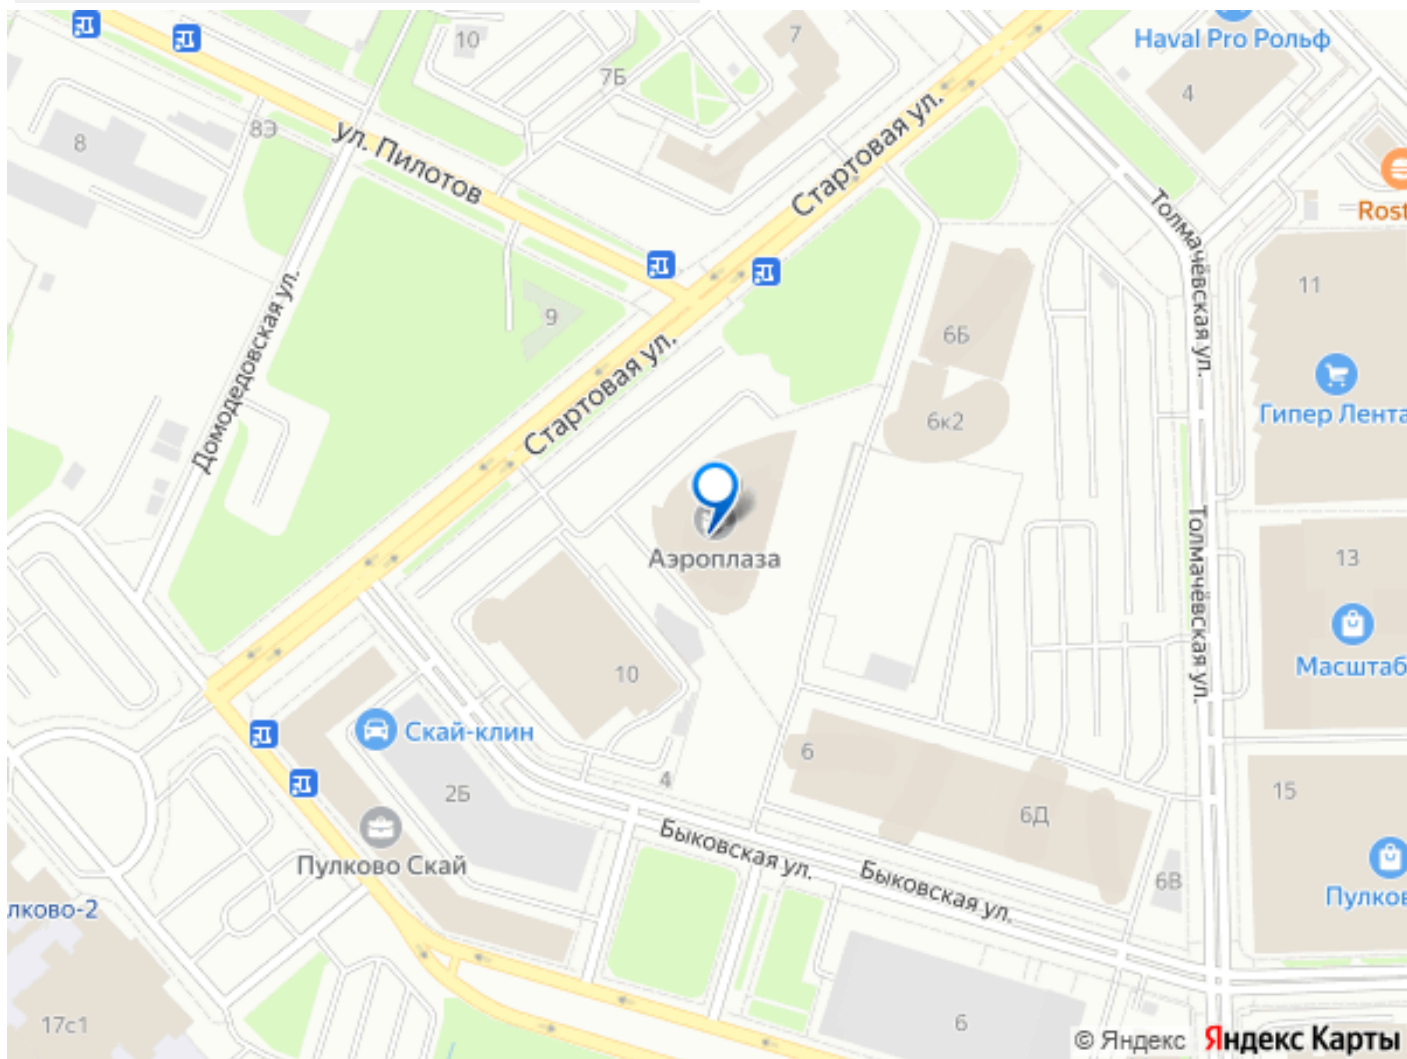 Haval Pro Рольф
10
7
7Б
4
8Э
8
ул. Пилотов
Стартовая ул.
Rost
Толмачёвская ул.
11
9
6Б
Домодедовская ул.
Стартовая ул.
Гипер Лента
6к2
Аэроплаза
13
Толмачёвская ул.
Масштаб
10
Скай-клин
6
4
2Б
15
6Д
Пулково Скай
Быковская ул.
Быковская ул.
6В
Пулков
лково-2
17с1
6
© Яндекс Яндекс Карты